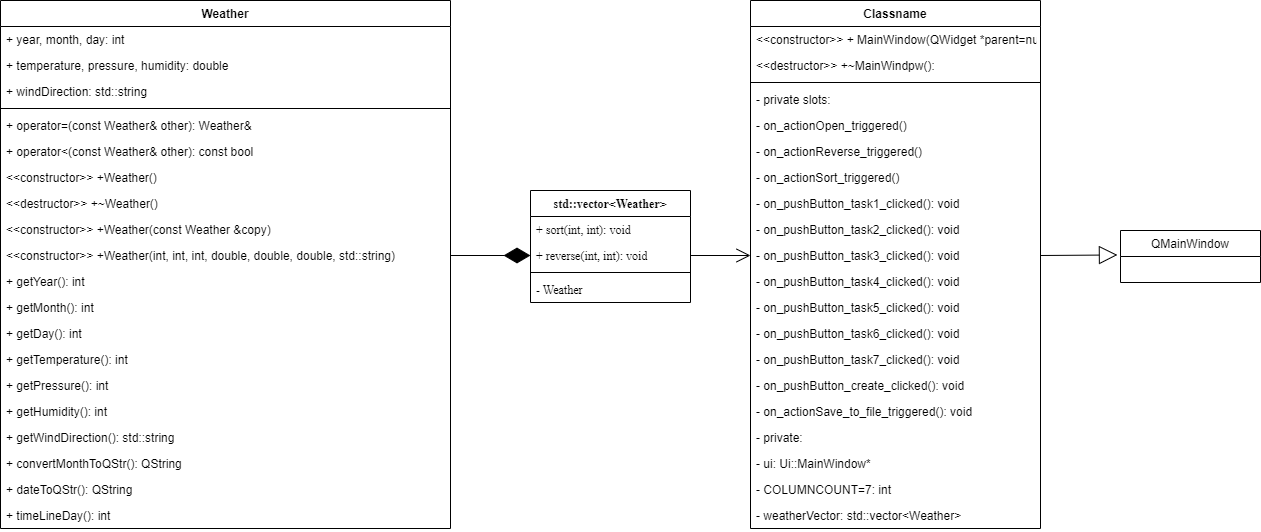 Weather
+ year, month, day: int
+ temperature, pressure, humidity: double
+ windDirection: std::string
+ operator=(const Weather& other): Weather&
+ operator<(const Weather& other): const bool
<<constructor>> +Weather()
<<destructor>> +~Weather()
<<constructor>> +Weather(const Weather &copy)
<<constructor>> +Weather(int, int, int, double, double, double, std::string)
+ getYear(): int
+ getMonth(): int
+ getDay(): int
+ getTemperature(): int
+ getPressure(): int
+ getHumidity(): int
+ getWindDirection(): std::string
+ convertMonthToQStr(): QString
+ dateToQStr(): QString
+ timeLineDay(): int
std::vector<Weather>
+ sort(int, int): void
+ reverse(int, int): void
- Weather
Classname
<<constructor>> + MainWindow(QWidget *parent=nu
<<destructor>> +~MainWindpw():
- private slots:
- on_actionOpen_triggered()
- on_actionReverse_triggered()
- on_actionSort_triggered()
- on_pushButton_task1_clicked(): void
- on_pushButton_task2_clicked(): void
- on_pushButton_task3_clicked(): void
- on_pushButton_task4_clicked(): void
- on_pushButton_task5_clicked(): void
- on_pushButton_task6_clicked(): void
- on_pushButton_task7_clicked(): void
- on_pushButton_create_clicked(): void
- on_actionSave_to_file_triggered(): void
- private:
- ui: Ui::MainWindow*
- COLUMNCOUNT=7: int
- weatherVector: std::vector<Weather>
QMainWindow